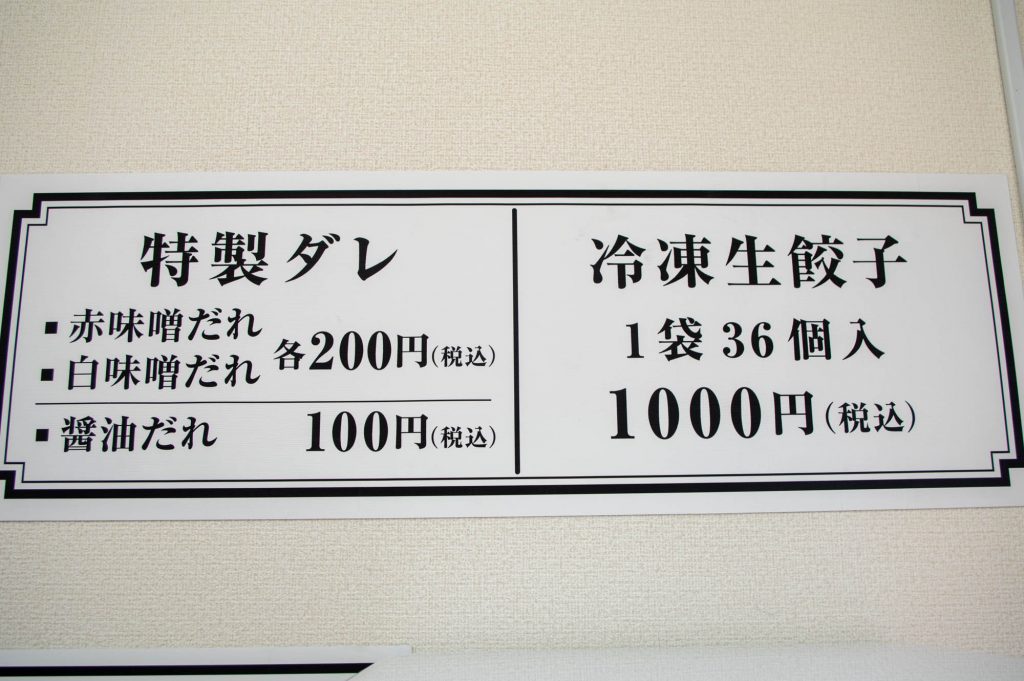 特製ダレ
▪赤味噌だれ
▪白味噌だれ
各200円(税込)
▪醤油だれ 100円(税込)
冷凍生餃子
1袋36個入
1000円(税込)